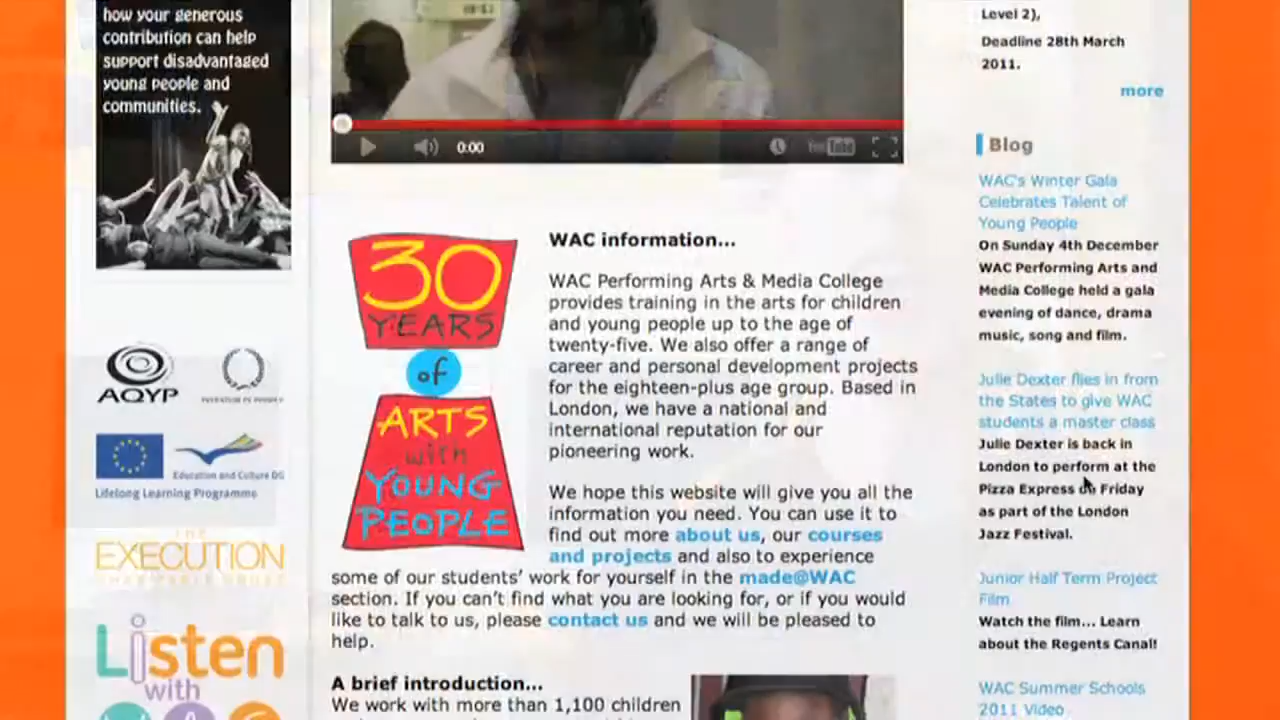 how your generous
contribution can help
support disadvantaged
young people and
communities.
AQYP
Education and Culture DG
Lifelong Learning Programme
THE
EXECUTION
CHARITABLE TRUST
Listen
with
0:00
YouTube
30
YEARS
of
ARTS
with
YOUNG
PEOPLE
WAC information...
WAC Performing Arts & Media College
provides training in the arts for children
and young people up to the age of
twenty-five. We also offer a range of
career and personal development projects
for the eighteen-plus age group. Based in
London, we have a national and
international reputation for our
pioneering work.
We hope this website will give you all the
information you need. You can use it to
find out more about us, our courses
and projects and also to experience
some of our students' work for yourself in the made@WAC
section. If you can't find what you are looking for, or if you would
like to talk to us, please contact us and we will be pleased to
help.
A brief introduction...
We work with more than 1,100 children
Level 2),
Deadline 28th March
2011.
more
Blog
WAC's Winter Gala
Celebrates Talent of
Young People
On Sunday 4th December
WAC Performing Arts and
Media College held a gala
evening of dance, drama
music, song and film.
Julie Dexter flies in from
the States to give WAC
students a master class
Julie Dexter is back in
London to perform at the
Pizza Express on Friday
as part of the London
Jazz Festival.
Junior Half Term Project
Film
Watch the film... Learn
about the Regents Canal!
WAC Summer Schools
2011 Video